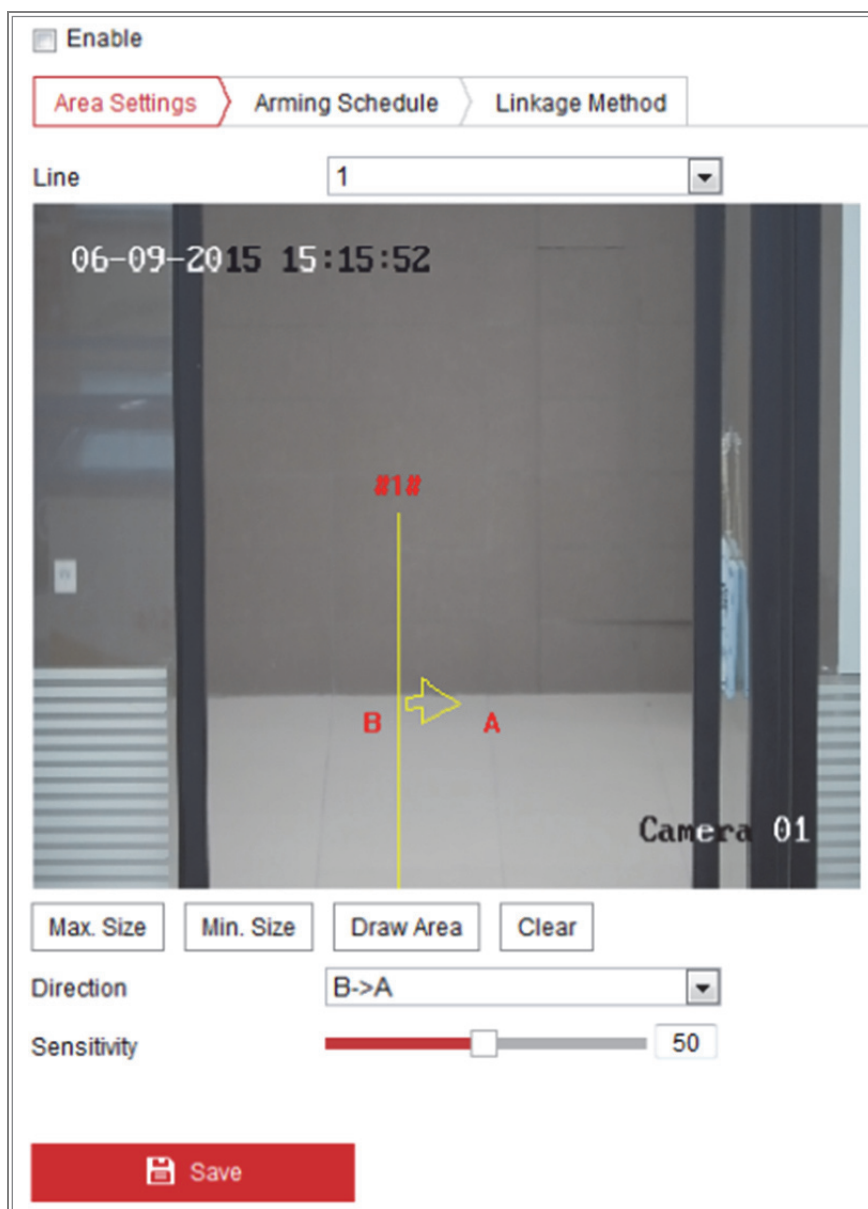 Enable
Area Settings Arming Schedule Linkage Method
Line 1
06-09-2015 15:15:52
#1#
B A
Camera 01
Max. Size Min. Size Draw Area Clear
Direction B->A
Sensitivity 50
Save